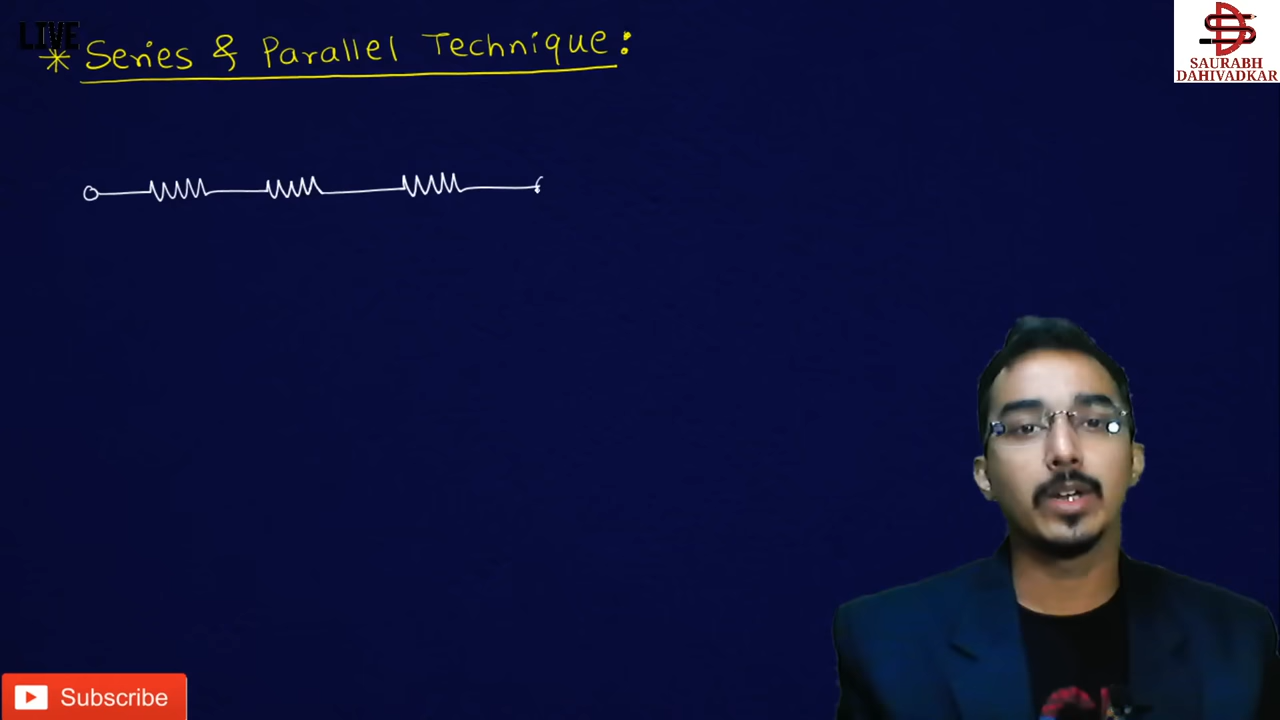 LIVE
* Series & Parallel Technique:
SAURABH
DAHIVADKAR
Subscribe